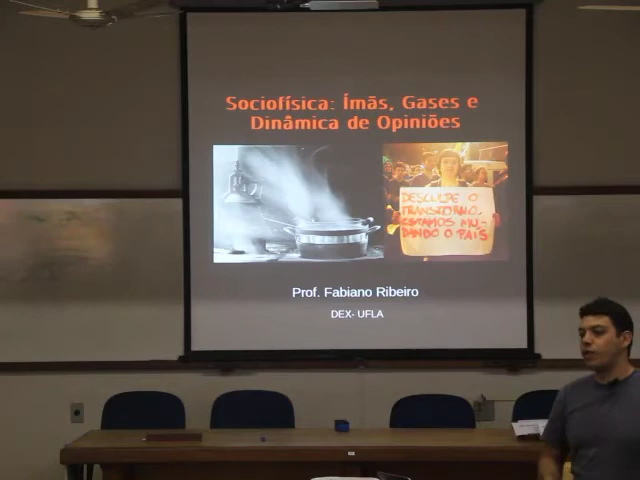 Sociofísica: Ímãs, Gases e
Dinâmica de Opiniões
DESCULPE O
TRANSTORNO,
ESTAMOS MU-
DANDO O PAÍS
Prof. Fabiano Ribeiro
DEX- UFLA